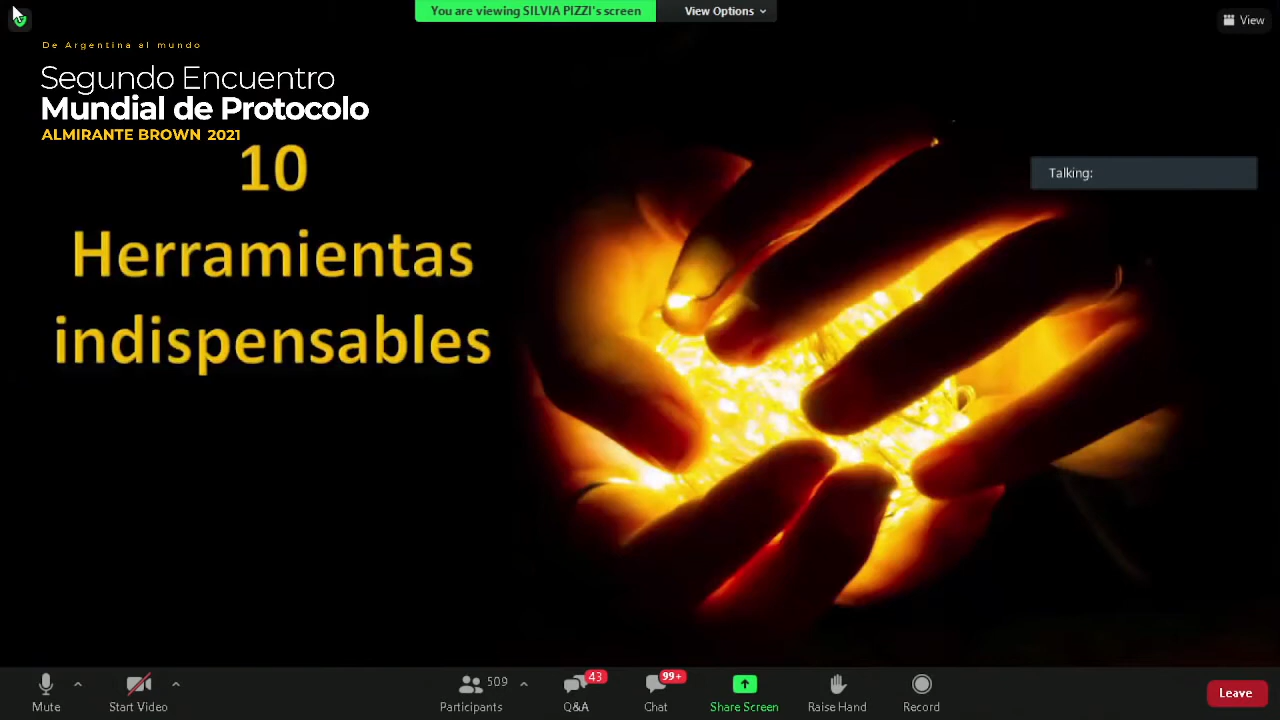 You are viewing SILVIA PIZZI's screen
View Options
View
De Argentina al mundo
Segundo Encuentro
Mundial de Protocolo
ALMIRANTE BROWN 2021
10
Herramientas
indispensables
Talking:
Mute
Start Video
509
Participants
43
Q&A
99+
Chat
Share Screen
Raise Hand
Record
Leave